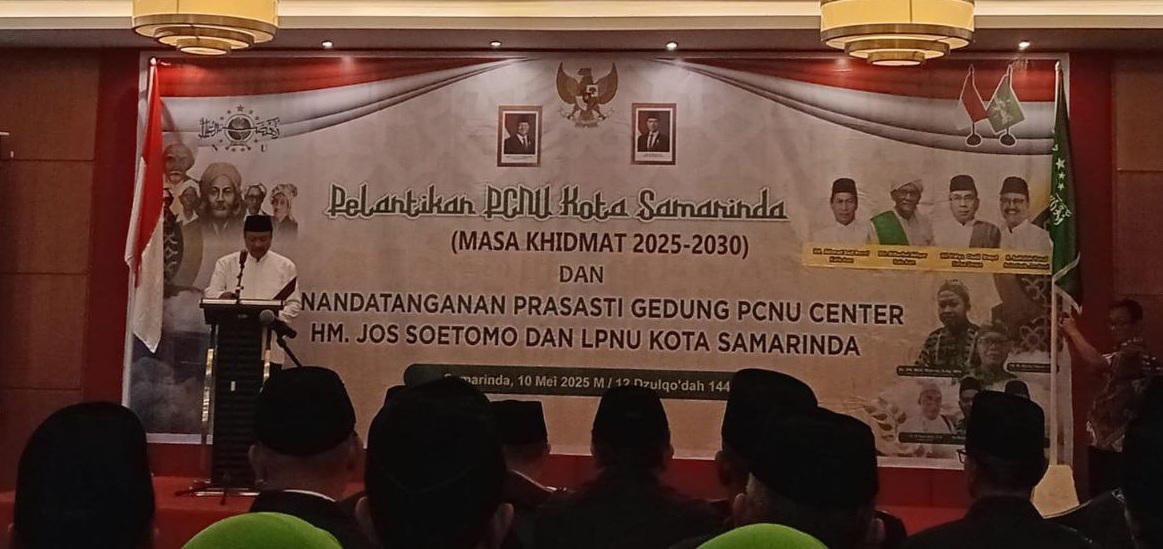 Pelantikan PCNU Kota Samarinda
(MASA KHIDMAT 2025-2030)
DAN
NANDATANGANAN PRASASTI GEDUNG PCNU CENTER
HM. JOS SOETOMO DAN LPNU KOTA SAMARINDA
Samarinda, 10 Mei 2025 M / 12 Dzulqo'dah 144